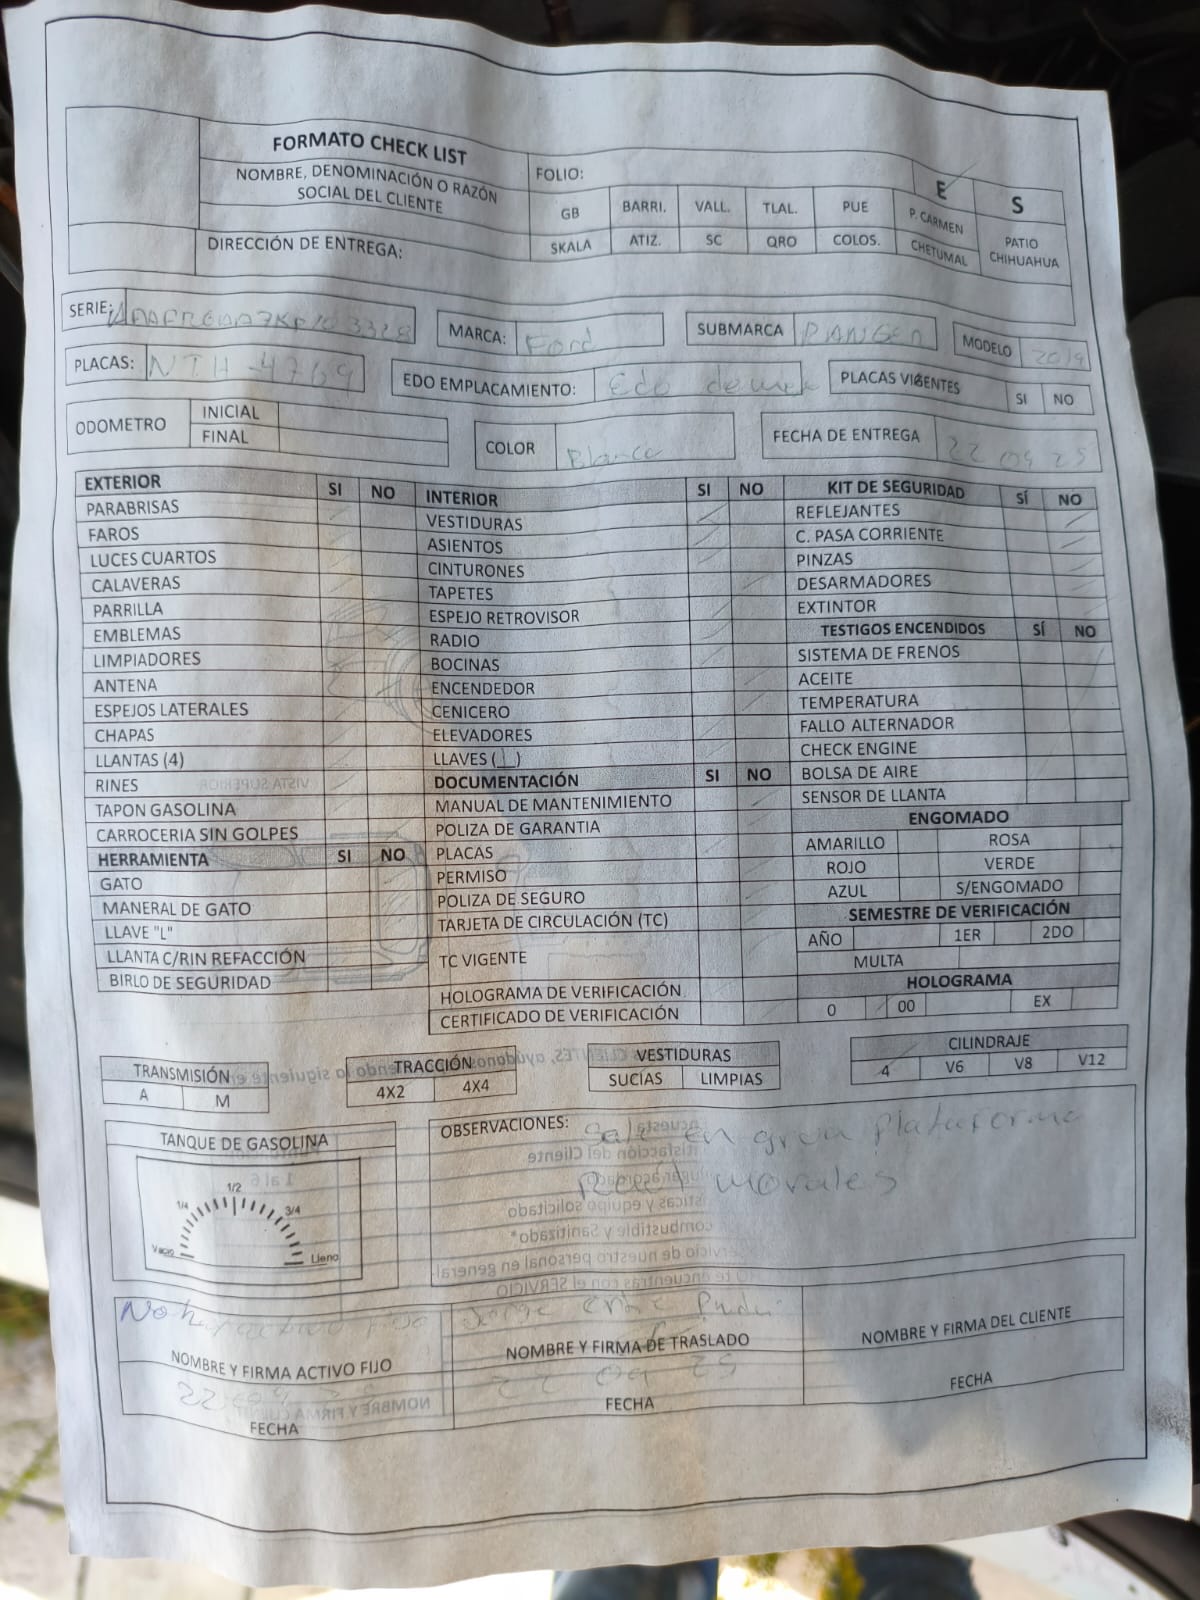 FORMATO CHECK LIST
NOMBRE, DENOMINACIÓN O RAZÓN
SOCIAL DEL CLIENTE
DIRECCIÓN DE ENTREGA:
FOLIO:
E S
GB BARRI. VALL. TLAL. PUE P. CARMEN PATIO
SKALA ATIZ. SC QRO COLOS. CHETUMAL CHIHUAHUA
SERIE:
MARCA: Ford
SUBMARCA RANGER
MODELO 2019
PLACAS: NTH-4769
EDO EMPLACAMIENTO: Edo de mex
PLACAS VIGENTES SI NO
ODOMETRO INICIAL
FINAL
COLOR Blanco
FECHA DE ENTREGA 22 09 25
EXTERIOR SI NO
PARABRISAS
FAROS
LUCES CUARTOS
CALAVERAS
PARRILLA
EMBLEMAS
LIMPIADORES
ANTENA
ESPEJOS LATERALES
CHAPAS
LLANTAS (4)
RINES
TAPON GASOLINA
CARROCERIA SIN GOLPES
HERRAMIENTA SI NO
GATO
MANERAL DE GATO
LLAVE "L"
LLANTA C/RIN REFACCIÓN
BIRLO DE SEGURIDAD
INTERIOR SI NO
VESTIDURAS
ASIENTOS
CINTURONES
TAPETES
ESPEJO RETROVISOR
RADIO
BOCINAS
ENCENDEDOR
CENICERO
ELEVADORES
LLAVES (1)
DOCUMENTACIÓN SI NO
MANUAL DE MANTENIMIENTO
POLIZA DE GARANTIA
PLACAS
PERMISO
POLIZA DE SEGURO
TARJETA DE CIRCULACIÓN (TC)
TC VIGENTE
HOLOGRAMA DE VERIFICACIÓN
CERTIFICADO DE VERIFICACIÓN
KIT DE SEGURIDAD SÍ NO
REFLEJANTES
C. PASA CORRIENTE
PINZAS
DESARMADORES
EXTINTOR
TESTIGOS ENCENDIDOS SÍ NO
SISTEMA DE FRENOS
ACEITE
TEMPERATURA
FALLO ALTERNADOR
CHECK ENGINE
BOLSA DE AIRE
SENSOR DE LLANTA
ENGOMADO
AMARILLO ROSA
ROJO VERDE
AZUL S/ENGOMADO
SEMESTRE DE VERIFICACIÓN
AÑO 1ER 2DO
MULTA
HOLOGRAMA
0 00 EX
TRANSMISIÓN
A M
TRACCIÓN
4X2 4X4
VESTIDURAS
SUCIAS LIMPIAS
CILINDRAJE
4 V6 V8 V12
TANQUE DE GASOLINA
Vacio 1/4 1/2 3/4 Lleno
OBSERVACIONES: Sale en grua plataforma
Raúl morales
NOMBRE Y FIRMA ACTIVO FIJO
22 09 25
FECHA
Jorge
NOMBRE Y FIRMA DE TRASLADO
22 09 25
FECHA
NOMBRE Y FIRMA DEL CLIENTE
FECHA